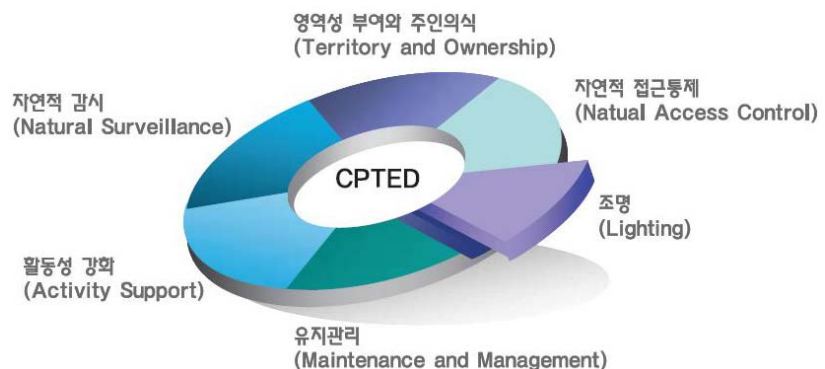 영역성 부여와 주인의식
(Territory and Ownership)
자연적 감시
(Natural Surveillance)
자연적 접근통제
(Natual Access Control)
CPTED
조명
(Lighting)
활동성 강화
(Activity Support)
유지관리
(Maintenance and Management)